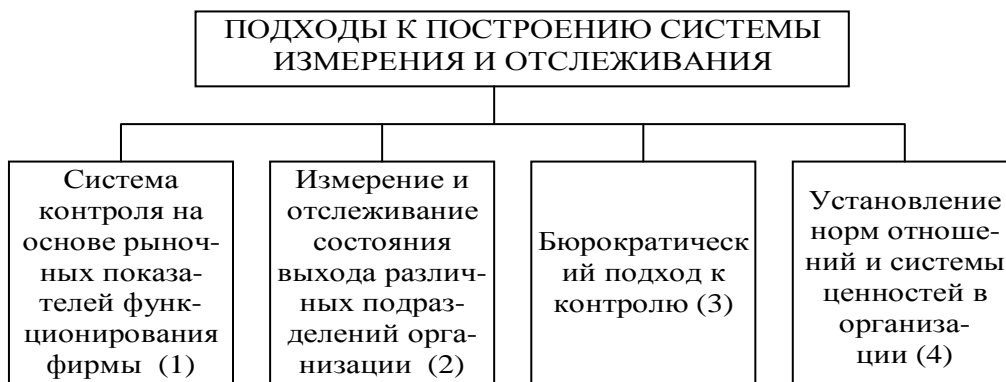 ПОДХОДЫ К ПОСТРОЕНИЮ СИСТЕМЫ
ИЗМЕРЕНИЯ И ОТСЛЕЖИВАНИЯ
Система
контроля на
основе рыноч-
ных показа-
телей функ-
ционирования
фирмы (1)
Измерение и
отслеживание
состояния
выхода различ-
ных подраз-
делений орга-
низации (2)
Бюрократическ
ий подход к
контролю (3)
Установление
норм отноше-
ний и системы
ценностей в
организа-
ции (4)